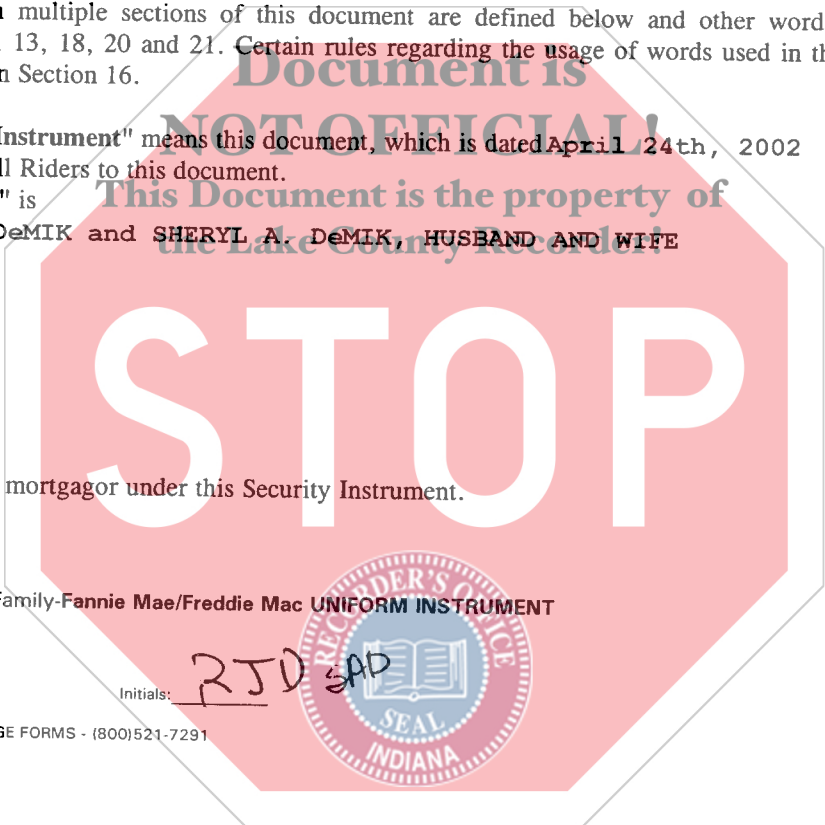 multiple sections of this document are defined below and other word
13, 18, 20 and 21. Certain rules regarding the usage of words used in th
n Section 16.
Document is
NOT OFFICIAL!
Instrument" means this document, which is dated April 24th, 2002
ll Riders to this document.
This Document is the property of
" is
the Lake County Recorder!
DeMIK and SHERYL A. DeMIK, HUSBAND AND WIFE
STOP
mortgagor under this Security Instrument.
Family-Fannie Mae/Freddie Mac UNIFORM INSTRUMENT
RECORDER'S OFFICE
SEAL
INDIANA
Initials: RJD SAD
GE FORMS - (800)521-7291